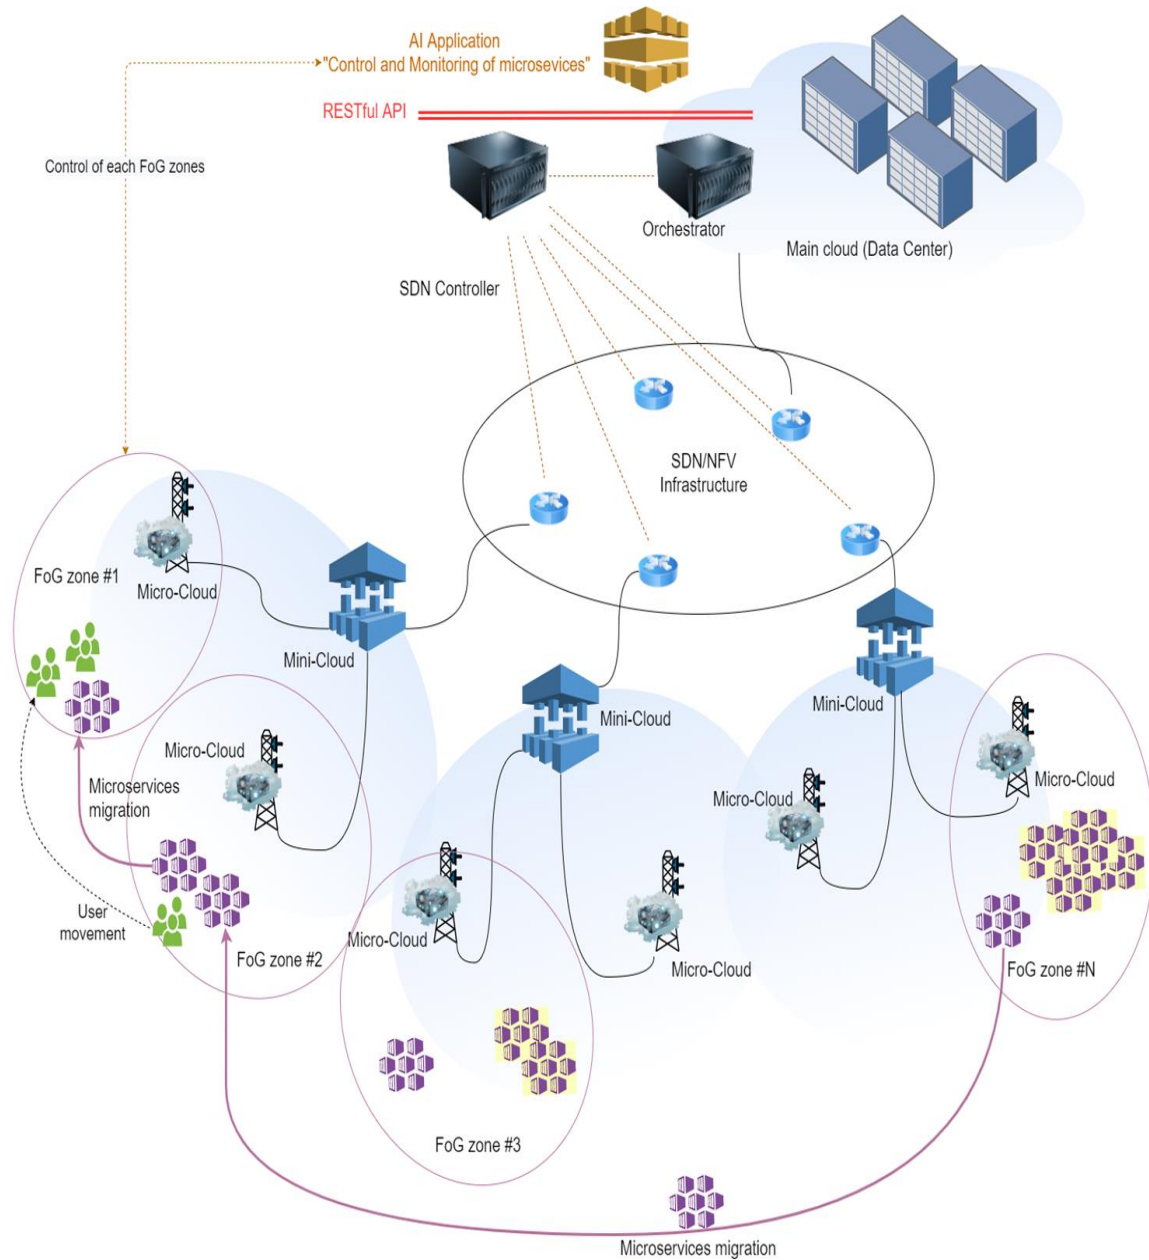 AI Application
"Control and Monitoring of microsevices"
RESTful API
Control of each FoG zones
Orchestrator
Main cloud (Data Center)
SDN Controller
SDN/NFV
Infrastructure
FoG zone #1
Micro-Cloud
Mini-Cloud
Mini-Cloud
Mini-Cloud
Micro-Cloud
Microservices
migration
Micro-Cloud
Micro-Cloud
User
movement
FoG zone #2
Micro-Cloud
Micro-Cloud
FoG zone #N
FoG zone #3
Microservices migration